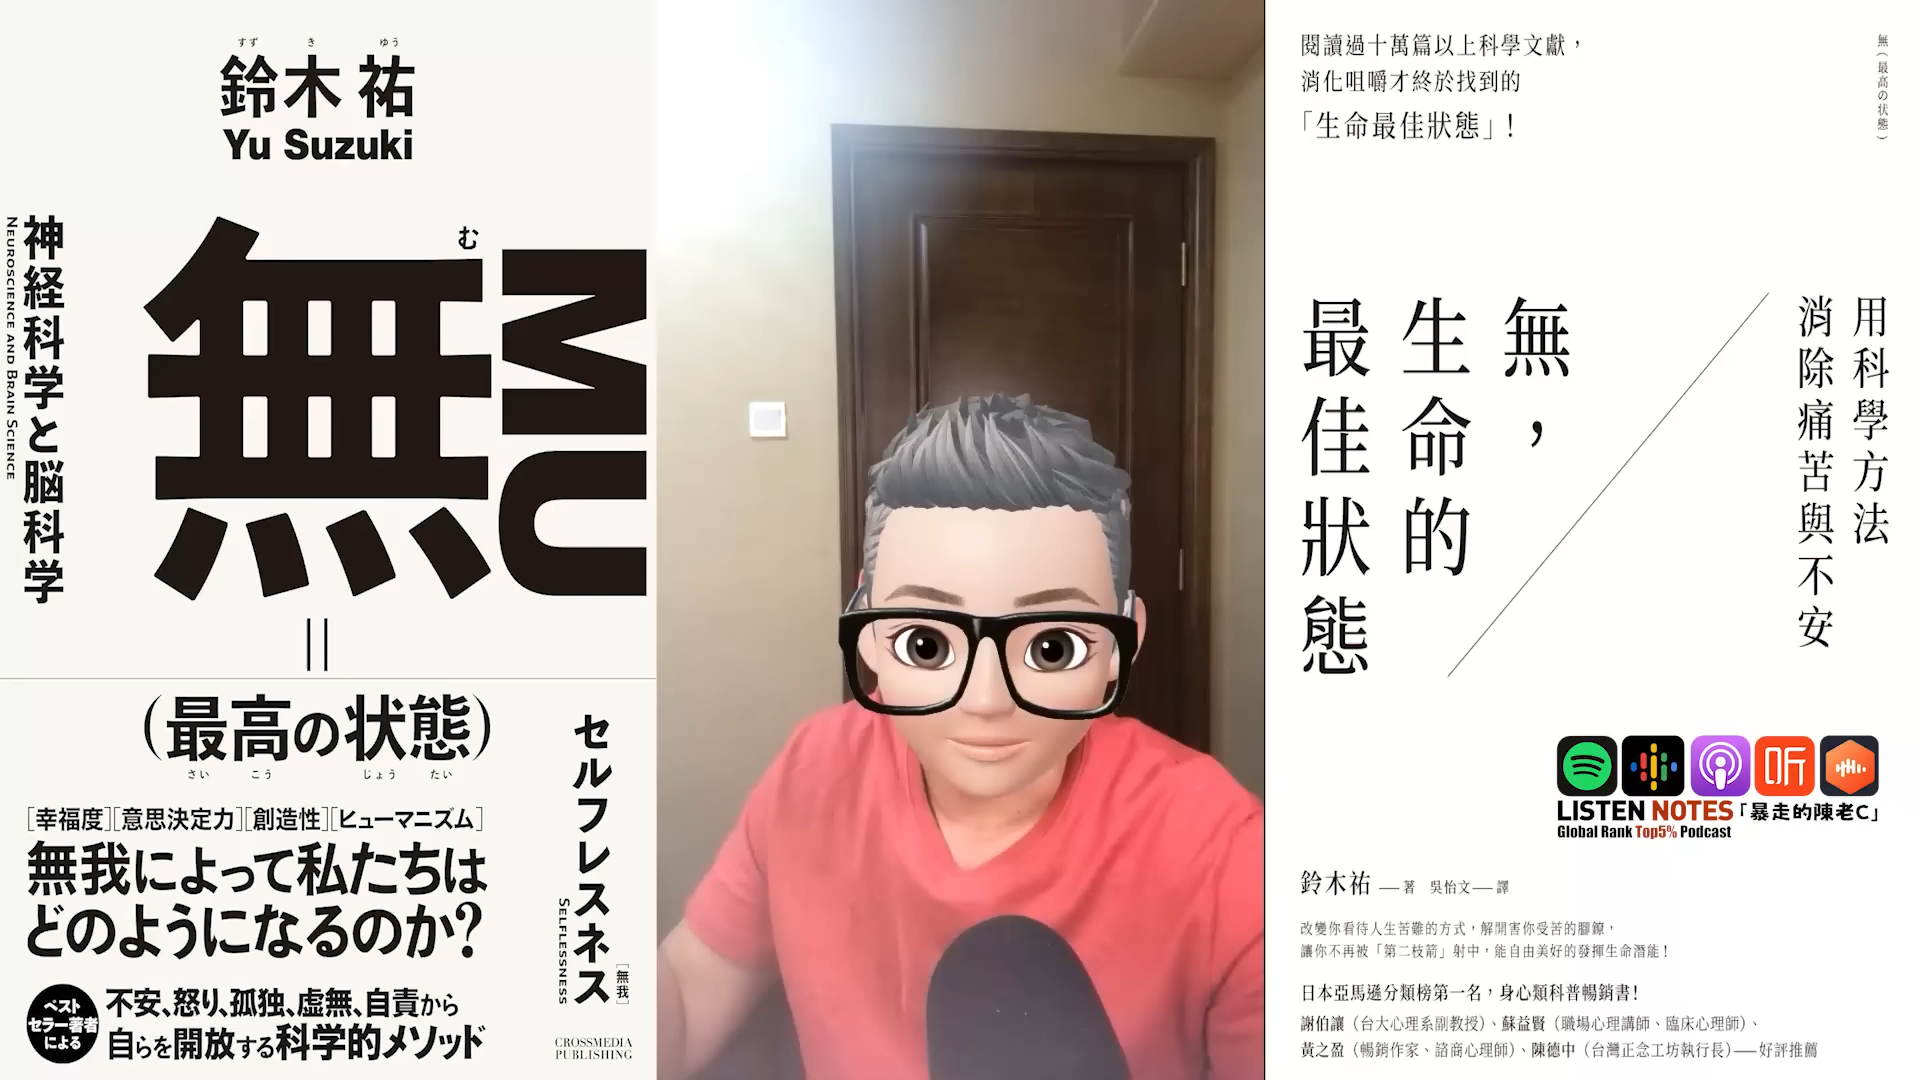 すず き ゆう
鈴木 祐
Yu Suzuki
神経科学と脳科学
NEUROSCIENCE AND BRAIN SCIENCE
無
む
MU
=
(最高の状態)
さい こう じょう たい
[幸福度][意思決定力][創造性][ヒューマニズム]
無我によって私たちは
どのようになるのか?
ベスト
セラー著者
による
不安、怒り、孤独、虚無、自責から
自らを開放する科学的メソッド
セルフレスネス
[無我]
SELFLESSNESS
CROSSMEDIA
PUBLISHING
閱讀過十萬篇以上科學文獻,
消化咀嚼才終於找到的
「生命最佳狀態」!
無(最高の状態)
用科學方法
消除痛苦與不安
無,
生命的
最佳狀態
听
LISTEN NOTES「暴走的陳老C」
Global Rank Top5% Podcast
鈴木祐 ―著 吳怡文―譯
改變你看待人生苦難的方式,解開害你受苦的腳鐐,
讓你不再被「第二枝箭」射中,能自由美好的發揮生命潛能!
日本亞馬遜分類榜第一名,身心類科普暢銷書!
謝伯讓(台大心理系副教授)、蘇益賢(職場心理講師、臨床心理師)、
黃之盈(暢銷作家、諮商心理師)、陳德中(台灣正念工坊執行長)—好評推薦